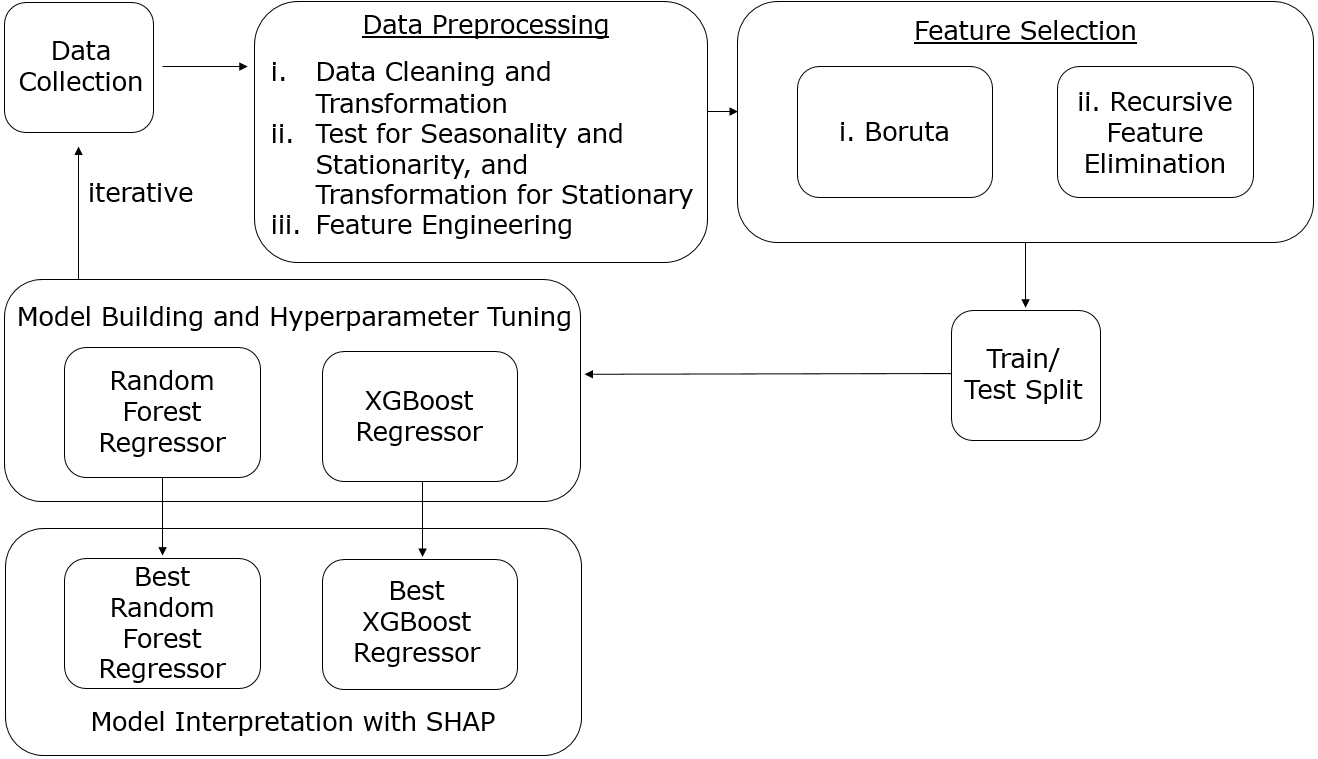 Data
Collection
Data Preprocessing
i. Data Cleaning and
Transformation
ii. Test for Seasonality and
Stationarity, and
Transformation for Stationary
iii. Feature Engineering
Feature Selection
i. Boruta
ii. Recursive
Feature
Elimination
iterative
Train/
Test Split
Model Building and Hyperparameter Tuning
Random
Forest
Regressor
XGBoost
Regressor
Best
Random
Forest
Regressor
Best
XGBoost
Regressor
Model Interpretation with SHAP